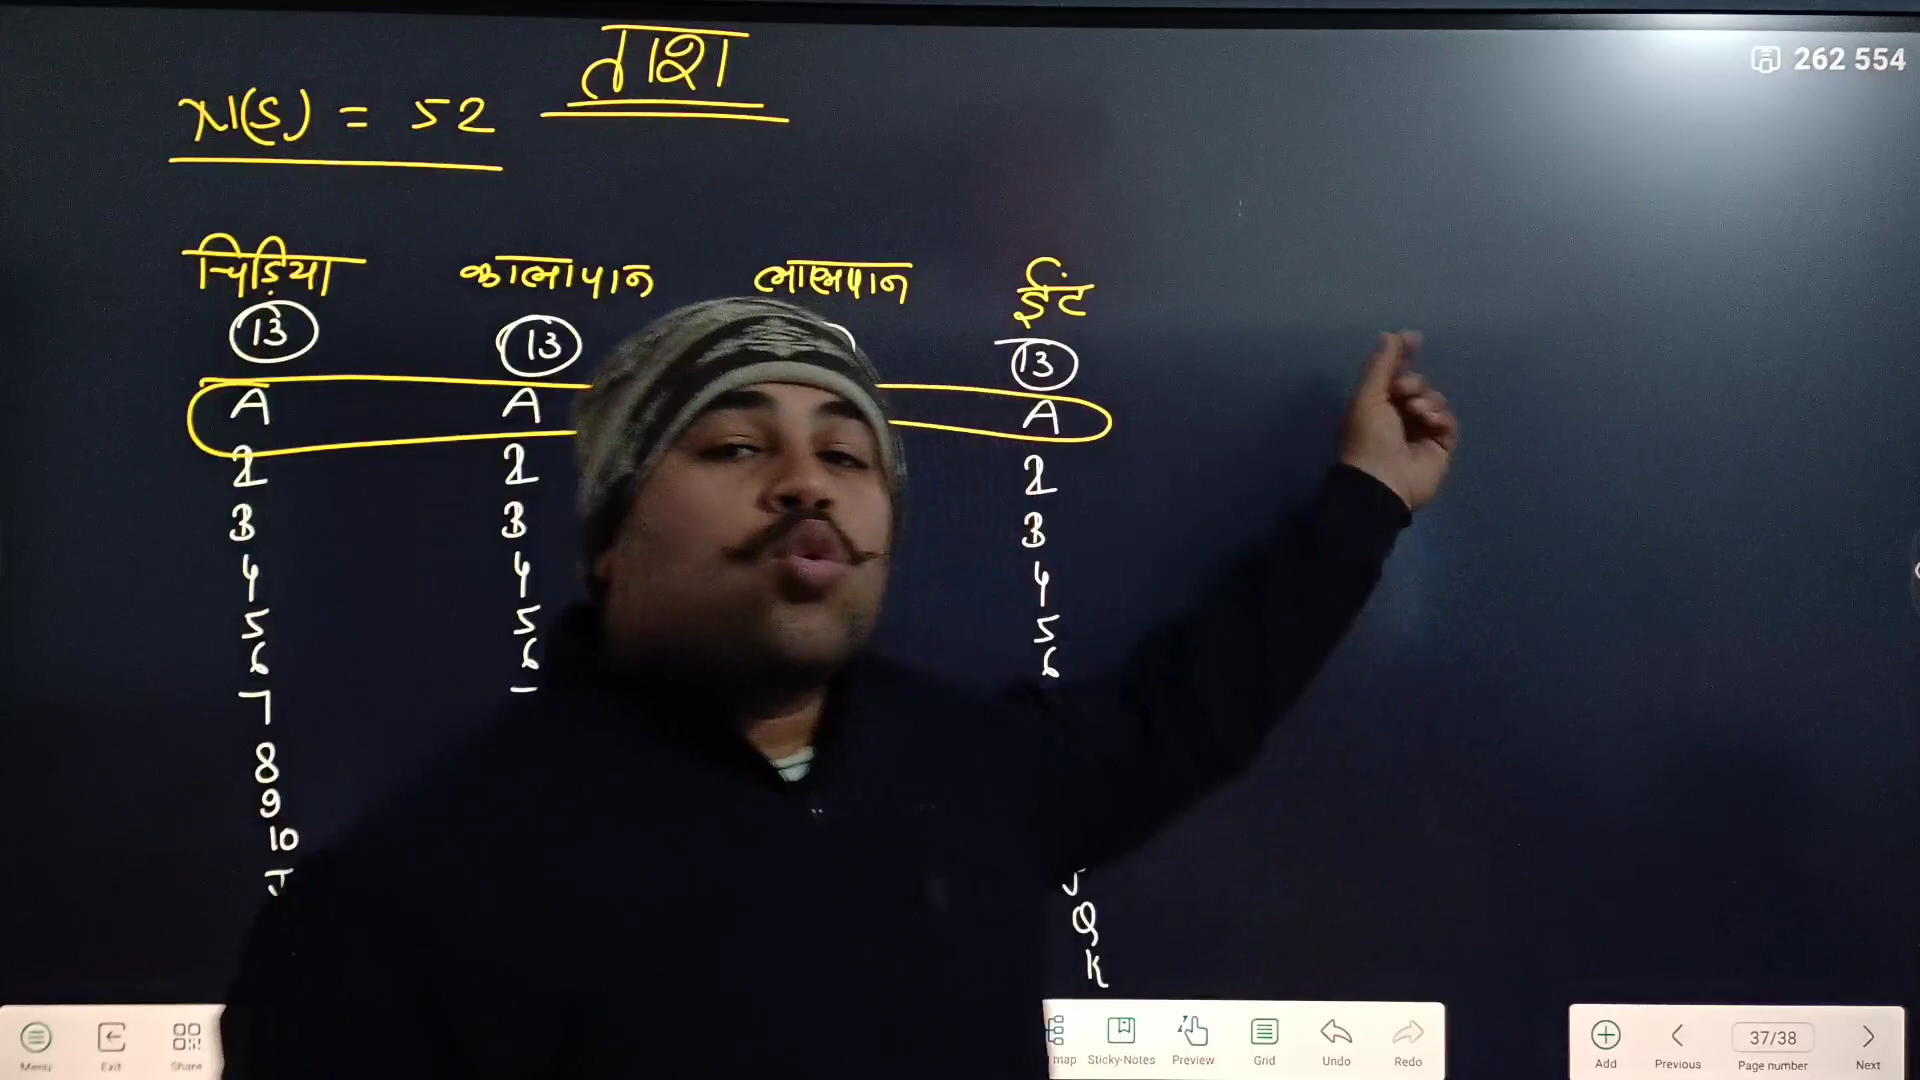 262 554
ताश
n(S) = 52
चिड़िया कालापान लालपान ईंट
13 13 13
A A A
2 2 2
3 3 3
4 4 4
5 5 5
6 6 6
7
8
9
10
J J
Q
K
Menu Exit Share map Sticky-Notes Preview Grid Undo Redo Add Previous 37/38 Page number Next